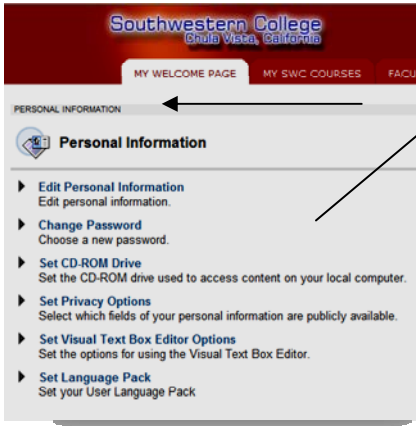 Southwestern College
Chula Vista, California
MY WELCOME PAGE MY SWC COURSES
PERSONAL INFORMATION
Personal Information
Edit Personal Information
Edit personal information.
Change Password
Choose a new password.
Set CD-ROM Drive
Set the CD-ROM drive used to access content on your local computer.
Set Privacy Options
Select which fields of your personal information are publicly available.
Set Visual Text Box Editor Options
Set the options for using the Visual Text Box Editor.
Set Language Pack
Set your User Language Pack